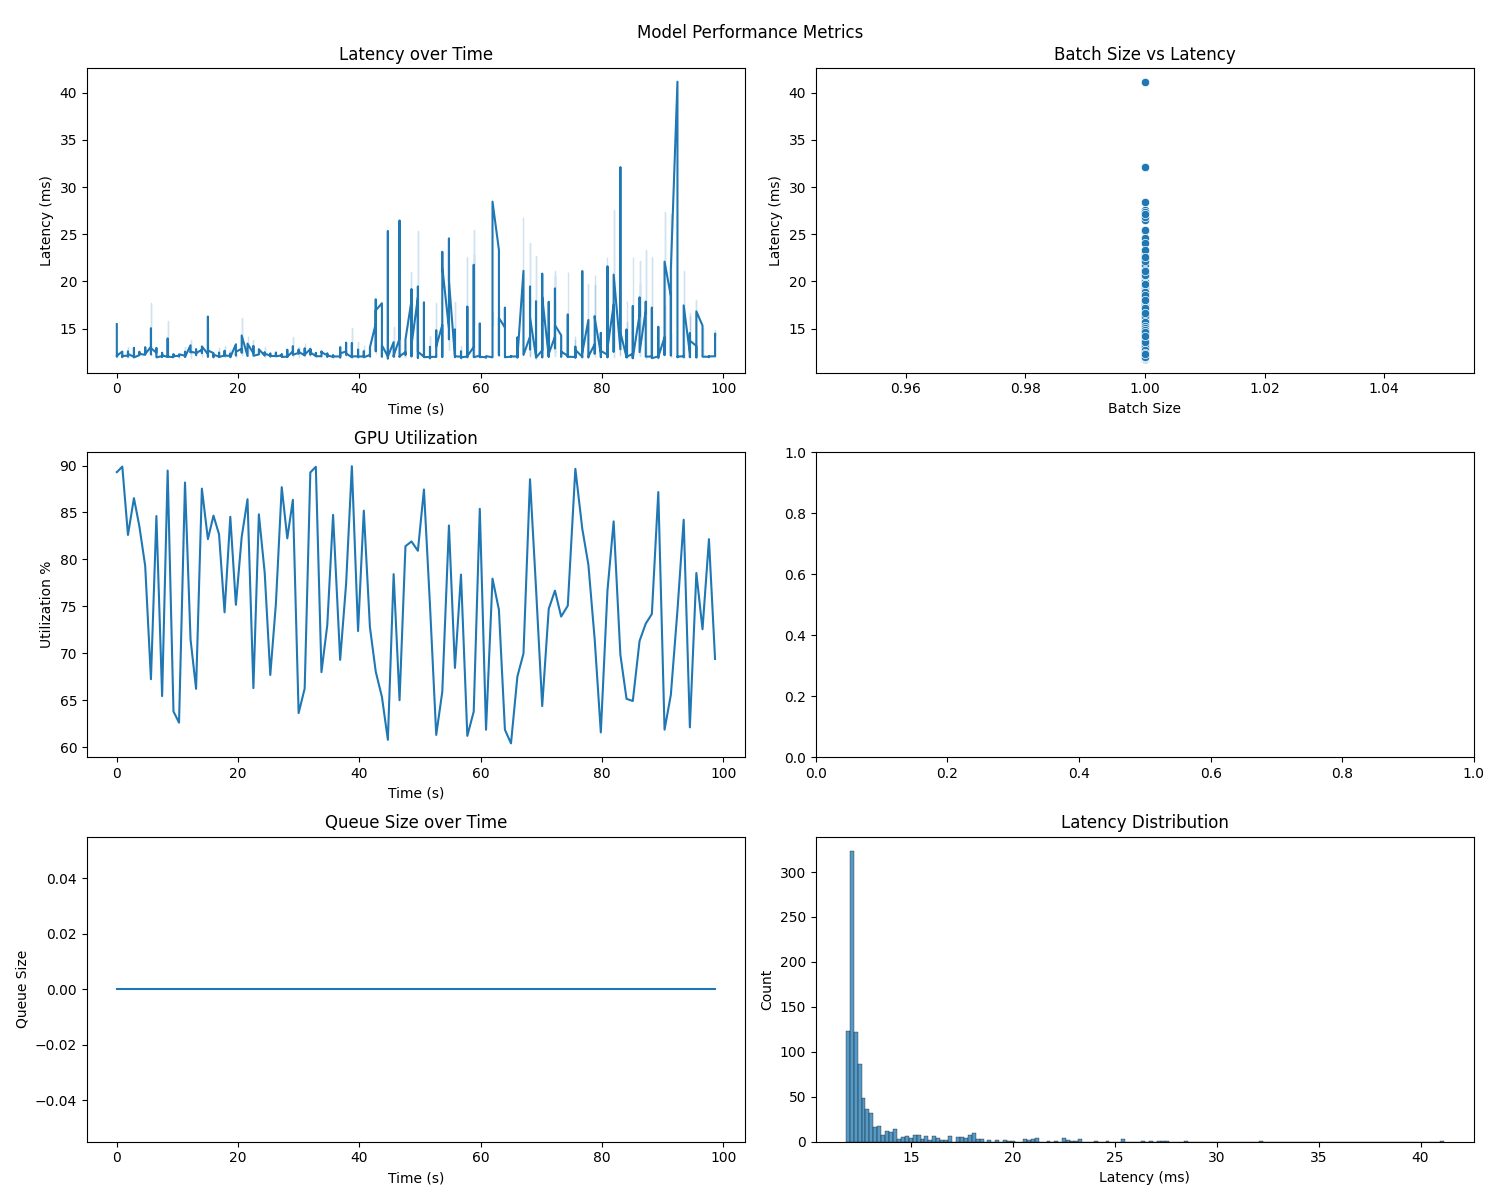 Model Performance Metrics
Latency over Time
Latency (ms)
40
35
30
25
20
15
0 20 40 60 80 100
Time (s)
Batch Size vs Latency
Latency (ms)
40
35
30
25
20
15
0.96 0.98 1.00 1.02 1.04
Batch Size
GPU Utilization
Utilization %
90
85
80
75
70
65
60
0 20 40 60 80 100
Time (s)
1.0
0.8
0.6
0.4
0.2
0.0
0.0 0.2 0.4 0.6 0.8 1.0
Queue Size over Time
Queue Size
0.04
0.02
0.00
−0.02
−0.04
0 20 40 60 80 100
Time (s)
Latency Distribution
Count
300
250
200
150
100
50
0
15 20 25 30 35 40
Latency (ms)